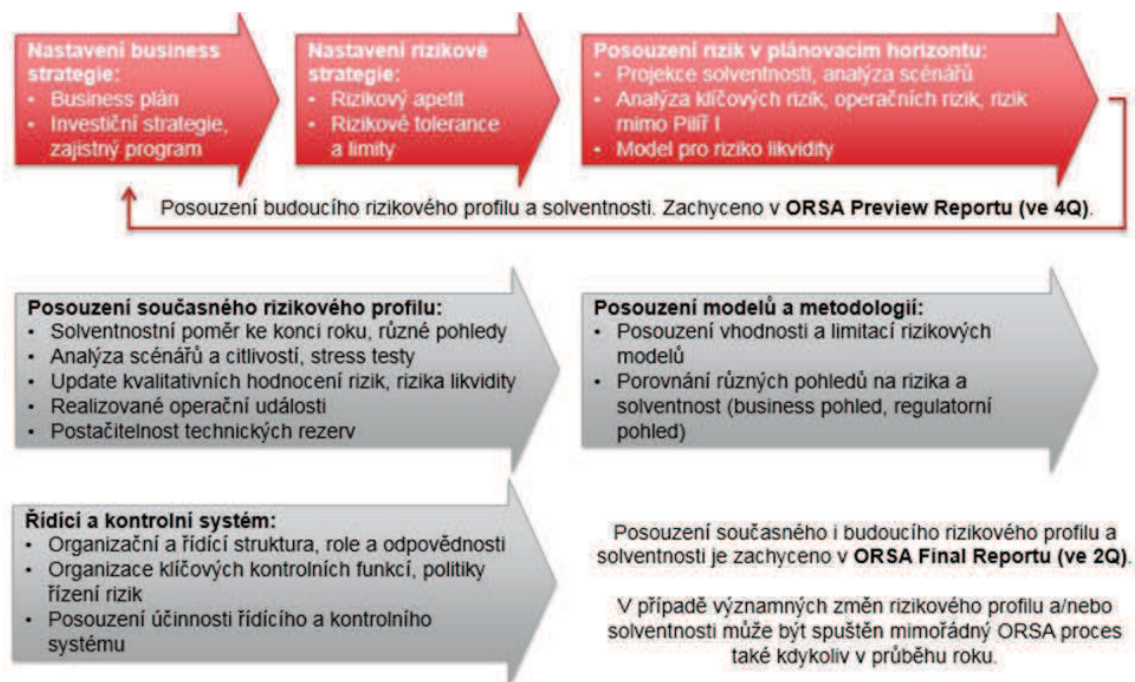 Nastavení business
strategie:
• Business plán
• Investiční strategie,
zajistný program
Nastavení rizikové
strategie:
• Rizikový apetit
• Rizikové tolerance
a limity
Posouzení rizik v plánovacím horizontu:
• Projekce solventnosti, analýza scénářů
• Analýza klíčových rizik, operačních rizik, rizik
mimo Pilíř I
• Model pro riziko likvidity
Posouzení budoucího rizikového profilu a solventnosti. Zachyceno v ORSA Preview Reportu (ve 4Q).
Posouzení současného rizikového profilu:
• Solventnostní poměr ke konci roku, různé pohledy
• Analýza scénářů a citlivostí, stress testy
• Update kvalitativních hodnocení rizik, rizika likvidity
• Realizované operační události
• Postačitelnost technických rezerv
Posouzení modelů a metodologií:
• Posouzení vhodnosti a limitací rizikových
modelů
• Porovnání různých pohledů na rizika a
solventnost (business pohled, regulatorní
pohled)
Řídící a kontrolní systém:
• Organizační a řídící struktura, role a odpovědnosti
• Organizace klíčových kontrolních funkcí, politiky
řízení rizik
• Posouzení účinnosti řídícího a kontrolního
systému
Posouzení současného i budoucího rizikového profilu a
solventnosti je zachyceno v ORSA Final Reportu (ve 2Q).
V případě významných změn rizikového profilu a/nebo
solventnosti může být spuštěn mimořádný ORSA proces
také kdykoliv v průběhu roku.